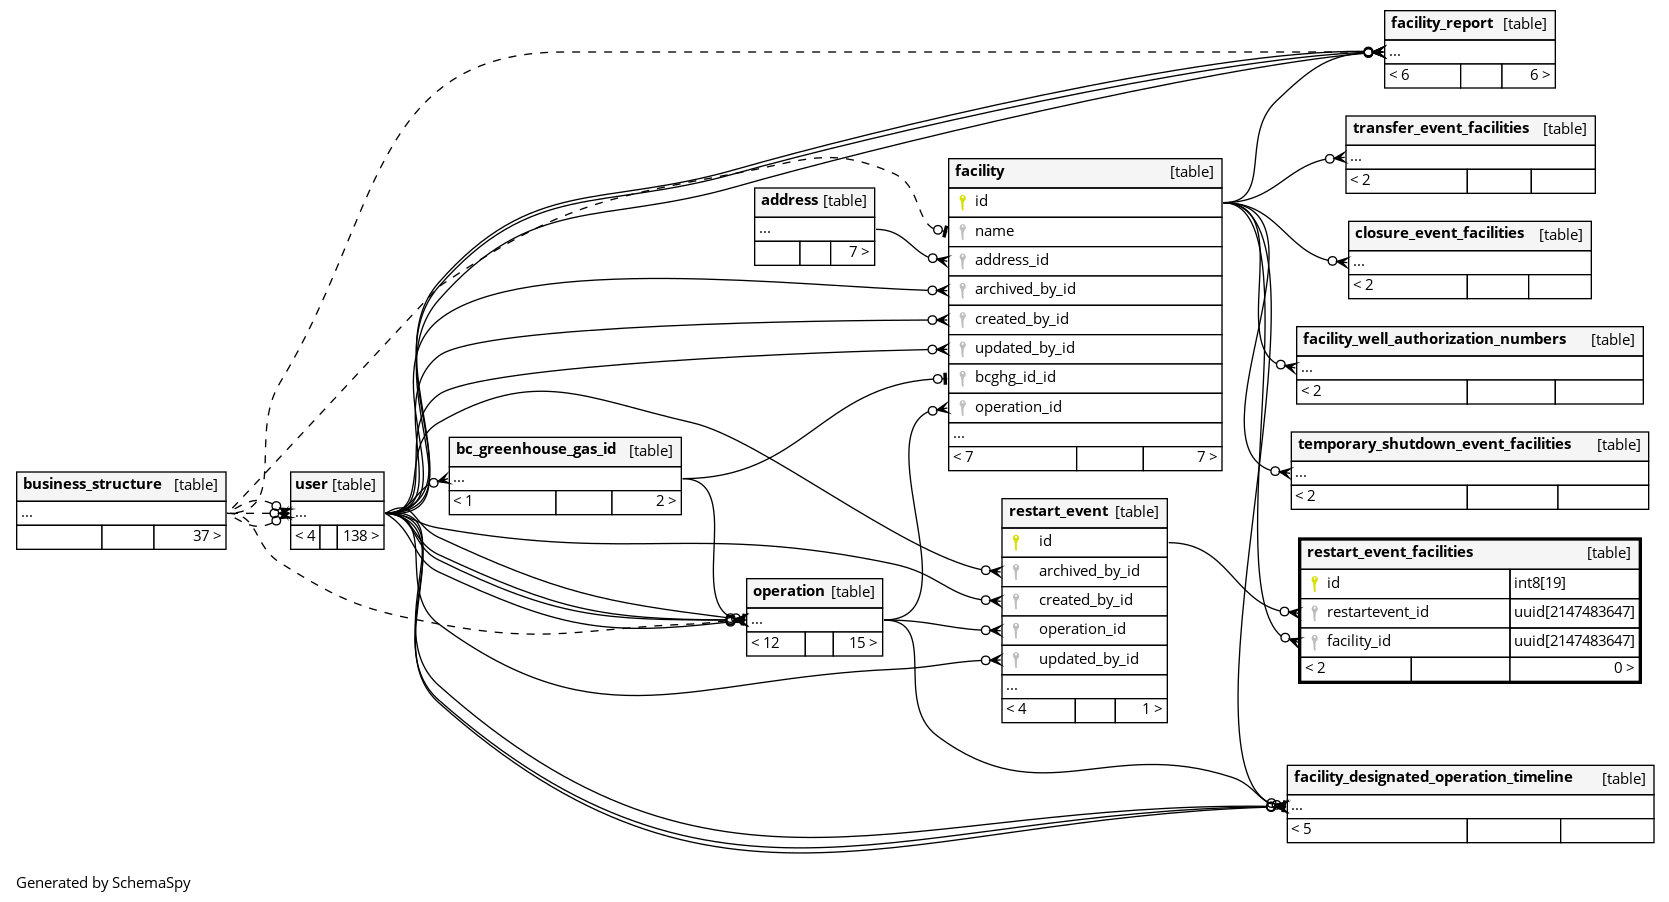 facility_report [table]
...
< 6 6 >
transfer_event_facilities [table]
...
< 2
facility [table]
id
name
address_id
archived_by_id
created_by_id
updated_by_id
bcghg_id_id
operation_id
...
< 7 7 >
address [table]
...
7 >
closure_event_facilities [table]
...
< 2
facility_well_authorization_numbers [table]
...
< 2
temporary_shutdown_event_facilities [table]
...
< 2
bc_greenhouse_gas_id [table]
...
< 1 2 >
business_structure [table]
...
37 >
user [table]
...
< 4 138 >
restart_event [table]
id
archived_by_id
created_by_id
operation_id
updated_by_id
...
< 4 1 >
restart_event_facilities [table]
id int8[19]
restartevent_id uuid[2147483647]
facility_id uuid[2147483647]
< 2 0 >
operation [table]
...
< 12 15 >
facility_designated_operation_timeline [table]
...
< 5
Generated by SchemaSpy